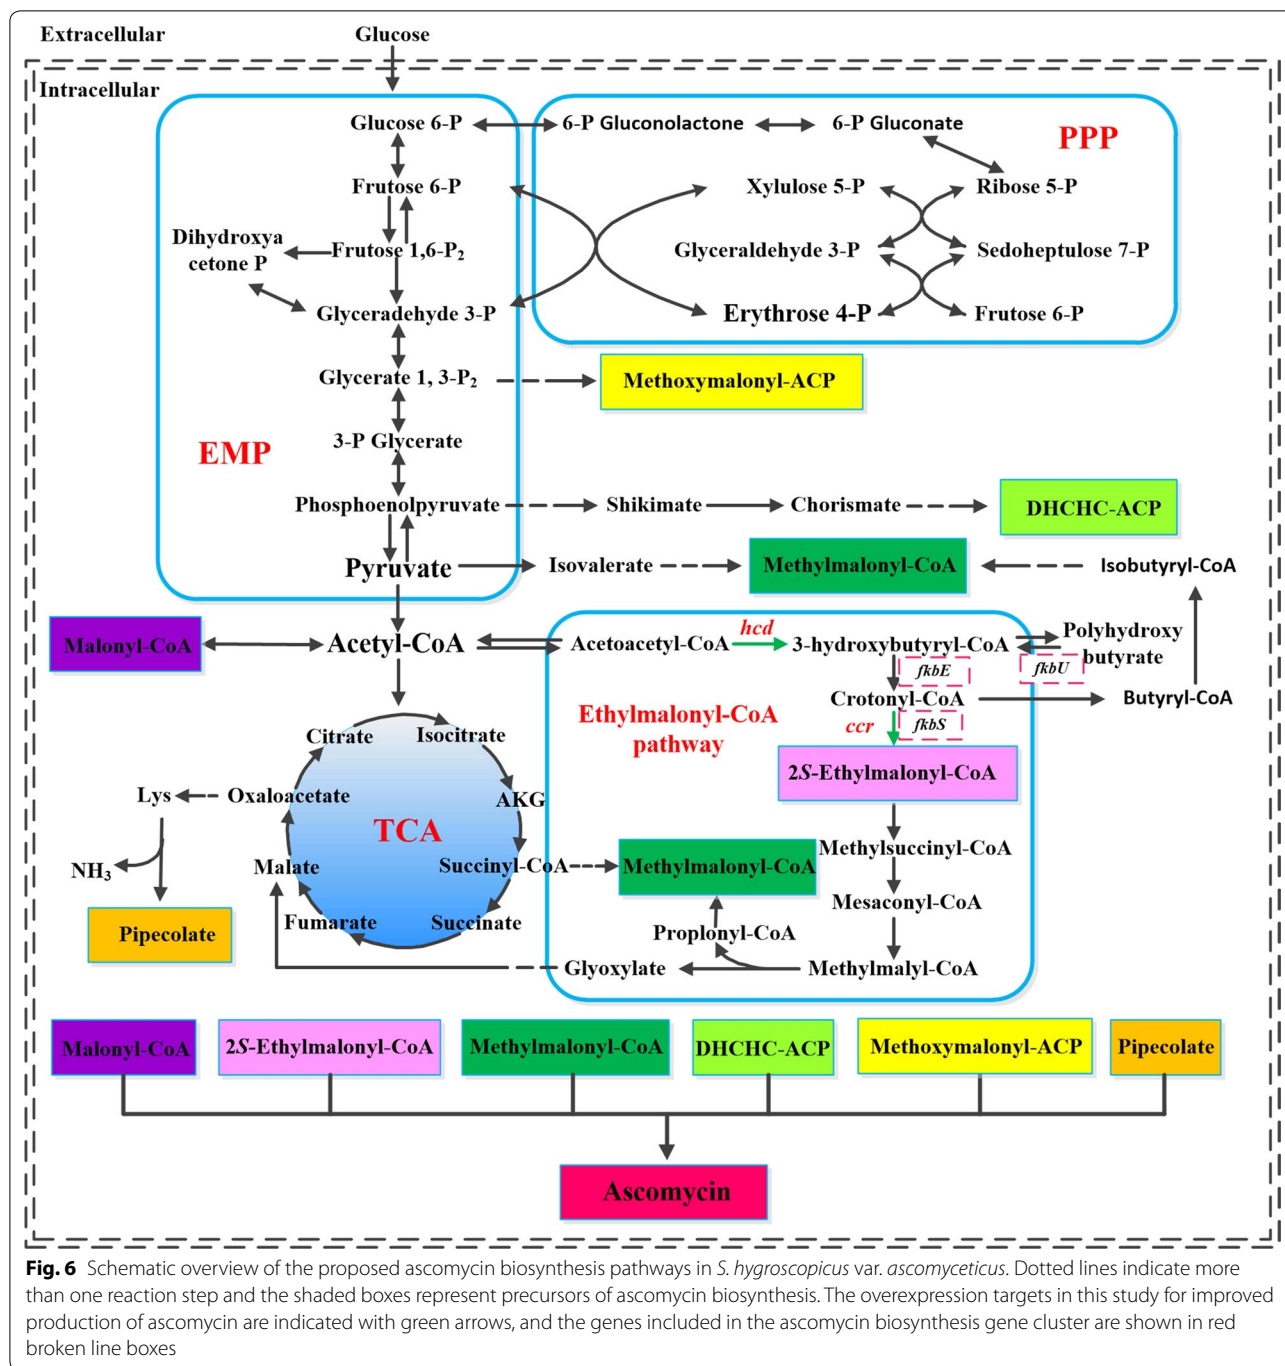 Extracellular
Glucose
Intracellular
Glucose 6-P
6-P Gluconolactone
6-P Gluconate
PPP
Frutose 6-P
Xylulose 5-P
Ribose 5-P
Dihydroxya
cetone P
Frutose 1,6-P₂
Glyceraldehyde 3-P
Sedoheptulose 7-P
Glyceradehyde 3-P
Erythrose 4-P
Frutose 6-P
Glycerate 1, 3-P₂
Methoxymalonyl-ACP
EMP
3-P Glycerate
Phosphoenolpyruvate
Shikimate
Chorismate
DHCHC-ACP
Pyruvate
Isovalerate
Methylmalonyl-CoA
Isobutyryl-CoA
Malonyl-CoA
Acetyl-CoA
Acetoacetyl-CoA
hcd
3-hydroxybutyryl-CoA
Polyhydroxy
butyrate
fkbE
fkbU
Crotonyl-CoA
Butyryl-CoA
Ethylmalonyl-CoA
pathway
ccr
fkbS
2S-Ethylmalonyl-CoA
Citrate
Isocitrate
Lys
Oxaloacetate
AKG
TCA
Methylsuccinyl-CoA
NH₃
Malate
Succinyl-CoA
Methylmalonyl-CoA
Mesaconyl-CoA
Pipecolate
Fumarate
Succinate
Proplonyl-CoA
Glyoxylate
Methylmalyl-CoA
Malonyl-CoA
2S-Ethylmalonyl-CoA
Methylmalonyl-CoA
DHCHC-ACP
Methoxymalonyl-ACP
Pipecolate
Ascomycin
Fig. 6 Schematic overview of the proposed ascomycin biosynthesis pathways in S. hygroscopicus var. ascomyceticus. Dotted lines indicate more
than one reaction step and the shaded boxes represent precursors of ascomycin biosynthesis. The overexpression targets in this study for improved
production of ascomycin are indicated with green arrows, and the genes included in the ascomycin biosynthesis gene cluster are shown in red
broken line boxes